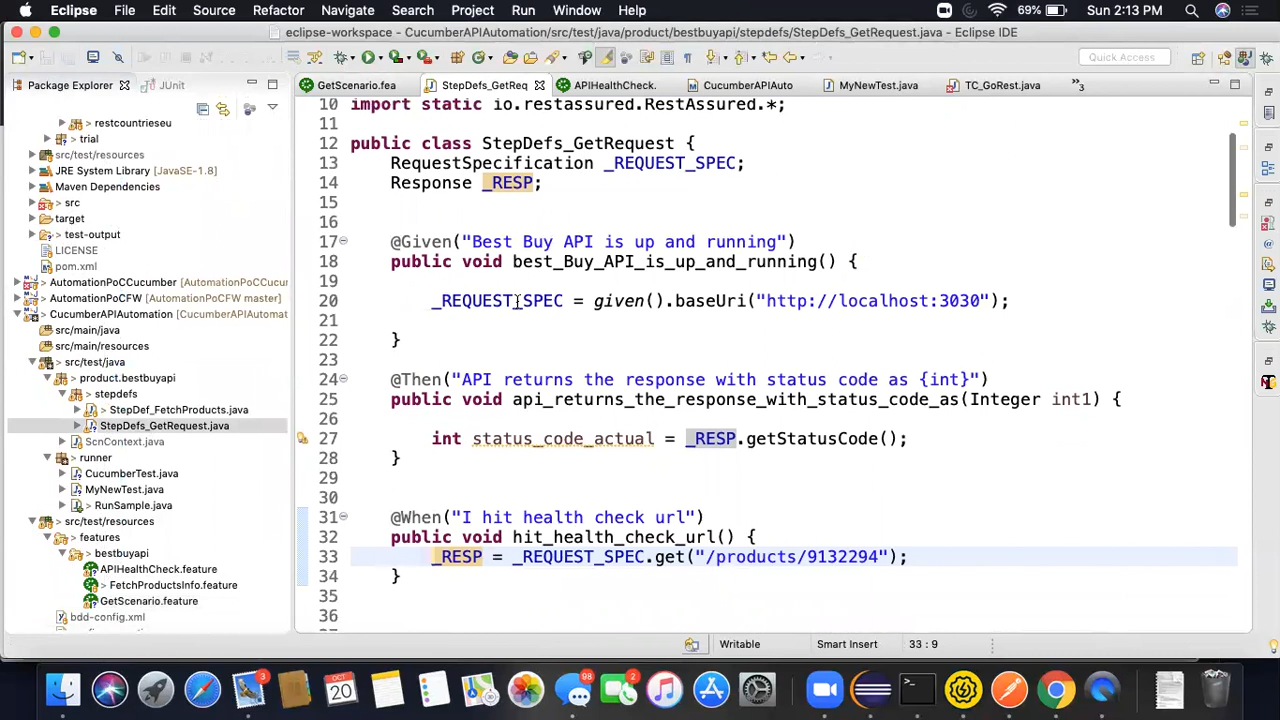 Eclipse File Edit Source Refactor Navigate Search Project Run Window Help 69% Sun 2:13 PM
eclipse-workspace - CucumberAPIAutomation/src/test/java/product/bestbuyapi/stepdefs/StepDefs_GetRequest.java - Eclipse IDE
Quick Access
Package Explorer JUnit
GetScenario.fea StepDefs_GetReq APIHealthCheck. CucumberAPIAuto MyNewTest.java TC_GoRest.java »3
> restcountrieseu
> trial
src/test/resources
JRE System Library [JavaSE-1.8]
Maven Dependencies
> src
target
> test-output
LICENSE
pom.xml
> AutomationPoCCucumber [AutomationPoCCucu
> AutomationPoCFW [AutomationPoCFW master]
> CucumberAPIAutomation [CucumberAPIAutoma
src/main/java
src/main/resources
> src/test/java
> product.bestbuyapi
> stepdefs
> StepDef_FetchProducts.java
StepDefs_GetRequest.java
ScnContext.java
> runner
CucumberTest.java
MyNewTest.java
> RunSample.java
> src/test/resources
> features
> bestbuyapi
APIHealthCheck.feature
> FetchProductsInfo.feature
GetScenario.feature
bdd-config.yml
10 import static io.restassured.RestAssured.*;
11
12 public class StepDefs_GetRequest {
13 RequestSpecification _REQUEST_SPEC;
14 Response _RESP;
15
16
17 @Given("Best Buy API is up and running")
18 public void best_Buy_API_is_up_and_running() {
19
20 _REQUEST_SPEC = given().baseUri("http://localhost:3030");
21
22 }
23
24 @Then("API returns the response with status code as {int}")
25 public void api_returns_the_response_with_status_code_as(Integer int1) {
26
27 int status_code_actual = _RESP.getStatusCode();
28 }
29
30
31 @When("I hit health check url")
32 public void hit_health_check_url() {
33 _RESP = _REQUEST_SPEC.get("/products/9132294");
34 }
35
36
Writable Smart Insert 33 : 9
3 OCT 20 98 2